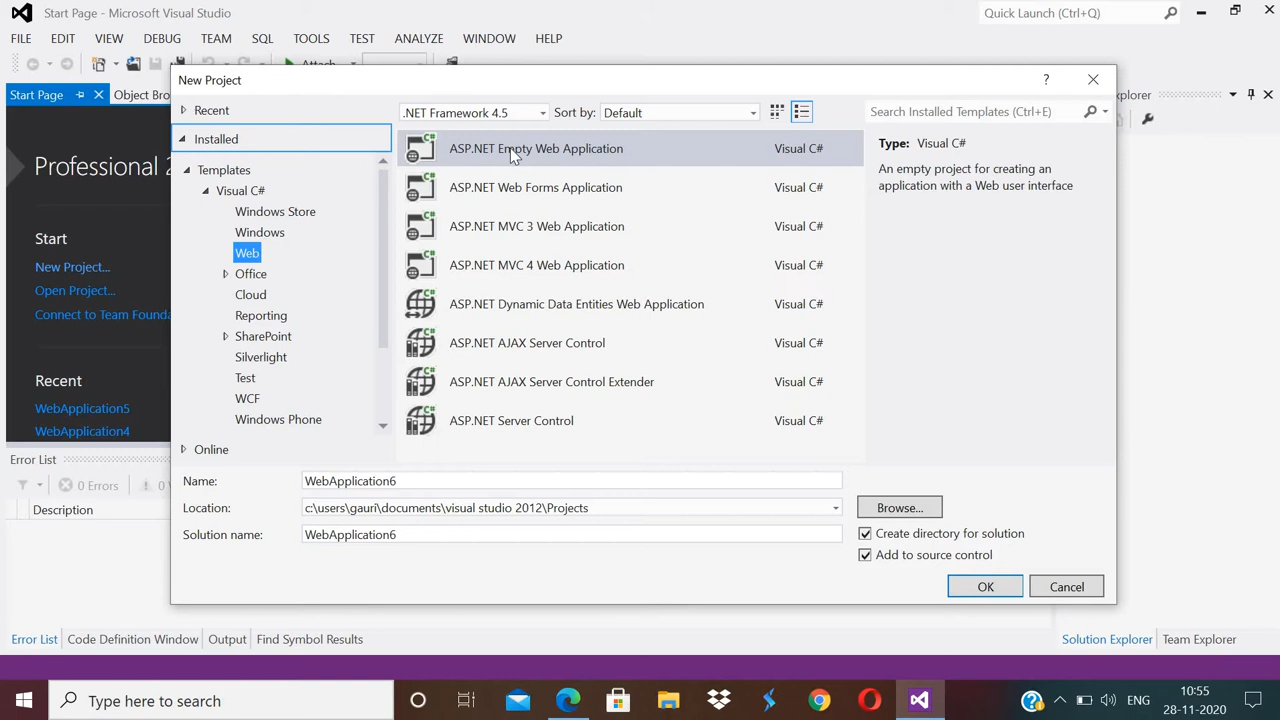 Start Page - Microsoft Visual Studio
Quick Launch (Ctrl+Q)
FILE EDIT VIEW DEBUG TEAM SQL TOOLS TEST ANALYZE WINDOW HELP
Attach
New Project
Start Page
Object Bro
plorer
Recent
.NET Framework 4.5
Sort by:
Default
Search Installed Templates (Ctrl+E)
Installed
Templates
Visual C#
Windows Store
Windows
Web
Office
Cloud
Reporting
SharePoint
Silverlight
Test
WCF
Windows Phone
Online
ASP.NET Empty Web Application Visual C#
ASP.NET Web Forms Application Visual C#
ASP.NET MVC 3 Web Application Visual C#
ASP.NET MVC 4 Web Application Visual C#
ASP.NET Dynamic Data Entities Web Application Visual C#
ASP.NET AJAX Server Control Visual C#
ASP.NET AJAX Server Control Extender Visual C#
ASP.NET Server Control Visual C#
Type: Visual C#
An empty project for creating an
application with a Web user interface
Professional 2
Start
New Project...
Open Project...
Connect to Team Founda
Recent
WebApplication5
WebApplication4
Name: WebApplication6
Location: c:\users\gauri\documents\visual studio 2012\Projects
Browse...
Solution name: WebApplication6
Create directory for solution
Add to source control
OK
Cancel
Error List
0 Errors
0 W
Description
Error List
Code Definition Window
Output
Find Symbol Results
Solution Explorer
Team Explorer
Type here to search
ENG
10:55
28-11-2020